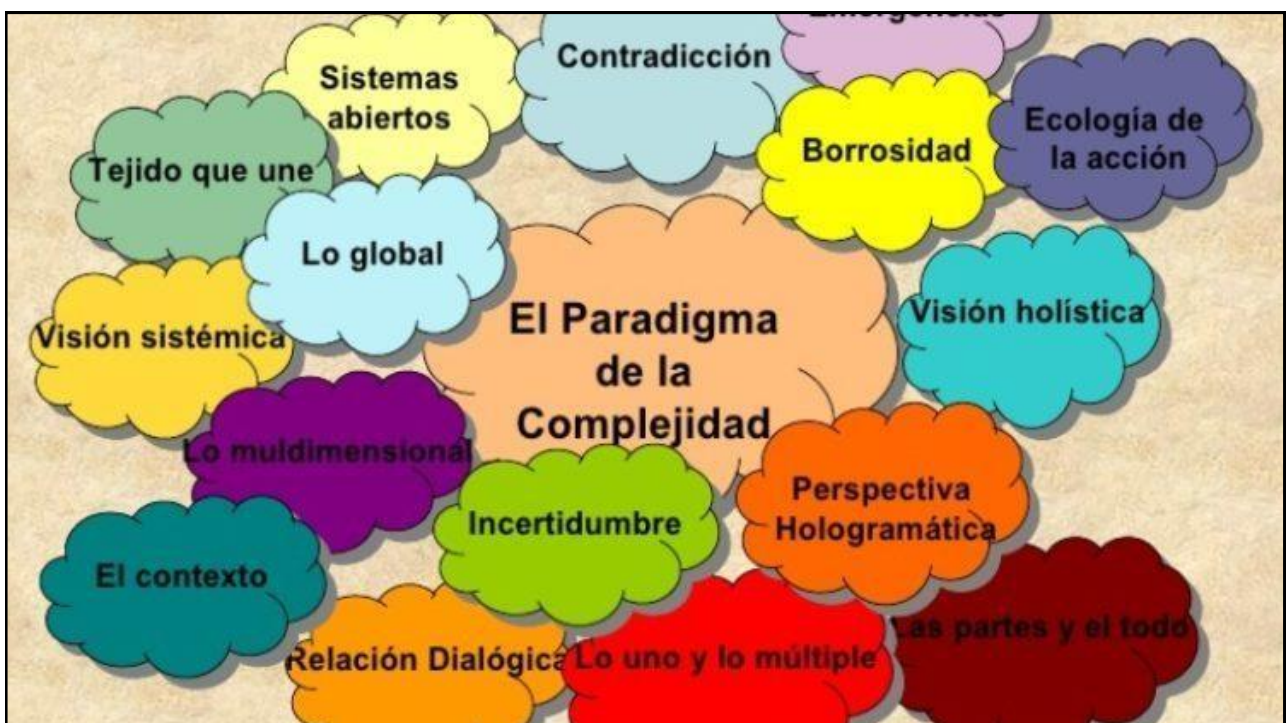 Emergencias
Contradicción
Sistemas
abiertos
Borrosidad
Ecología de
la acción
Tejido que une
Lo global
Visión sistémica
El Paradigma
de la
Complejidad
Visión holística
Lo muldimensional
Incertidumbre
Perspectiva
Hologramática
El contexto
Relación Dialógica
Lo uno y lo múltiple
Las partes y el todo